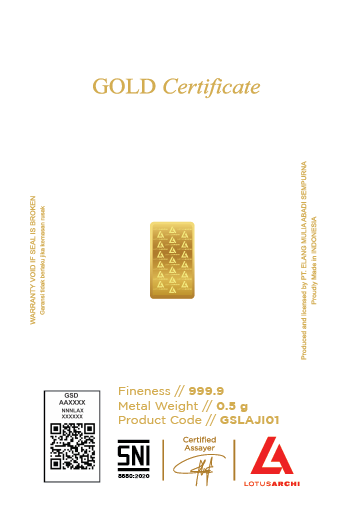 GOLD Certificate
WARRANTY VOID IF SEAL IS BROKEN
Garansi tidak berlaku jika kemasan rusak
Produced and licensed by PT. ELANG MULIA ABADI SEMPURNA
Proudly Made in INDONESIA
GSD
AAXXXX
NNNLAX
XXXXXX
Fineness // 999.9
Metal Weight // 0.5 g
Product Code // GSLAJI01
SNI
8880:2020
Certified
Assayer
LOTUSARCHI